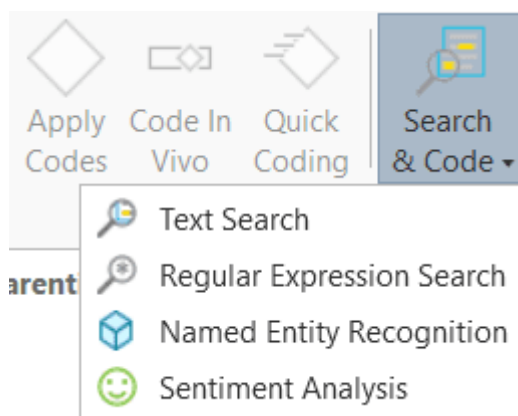 Apply Codes
Code In Vivo
Quick Coding
Search & Code
Text Search
arent
Regular Expression Search
Named Entity Recognition
Sentiment Analysis